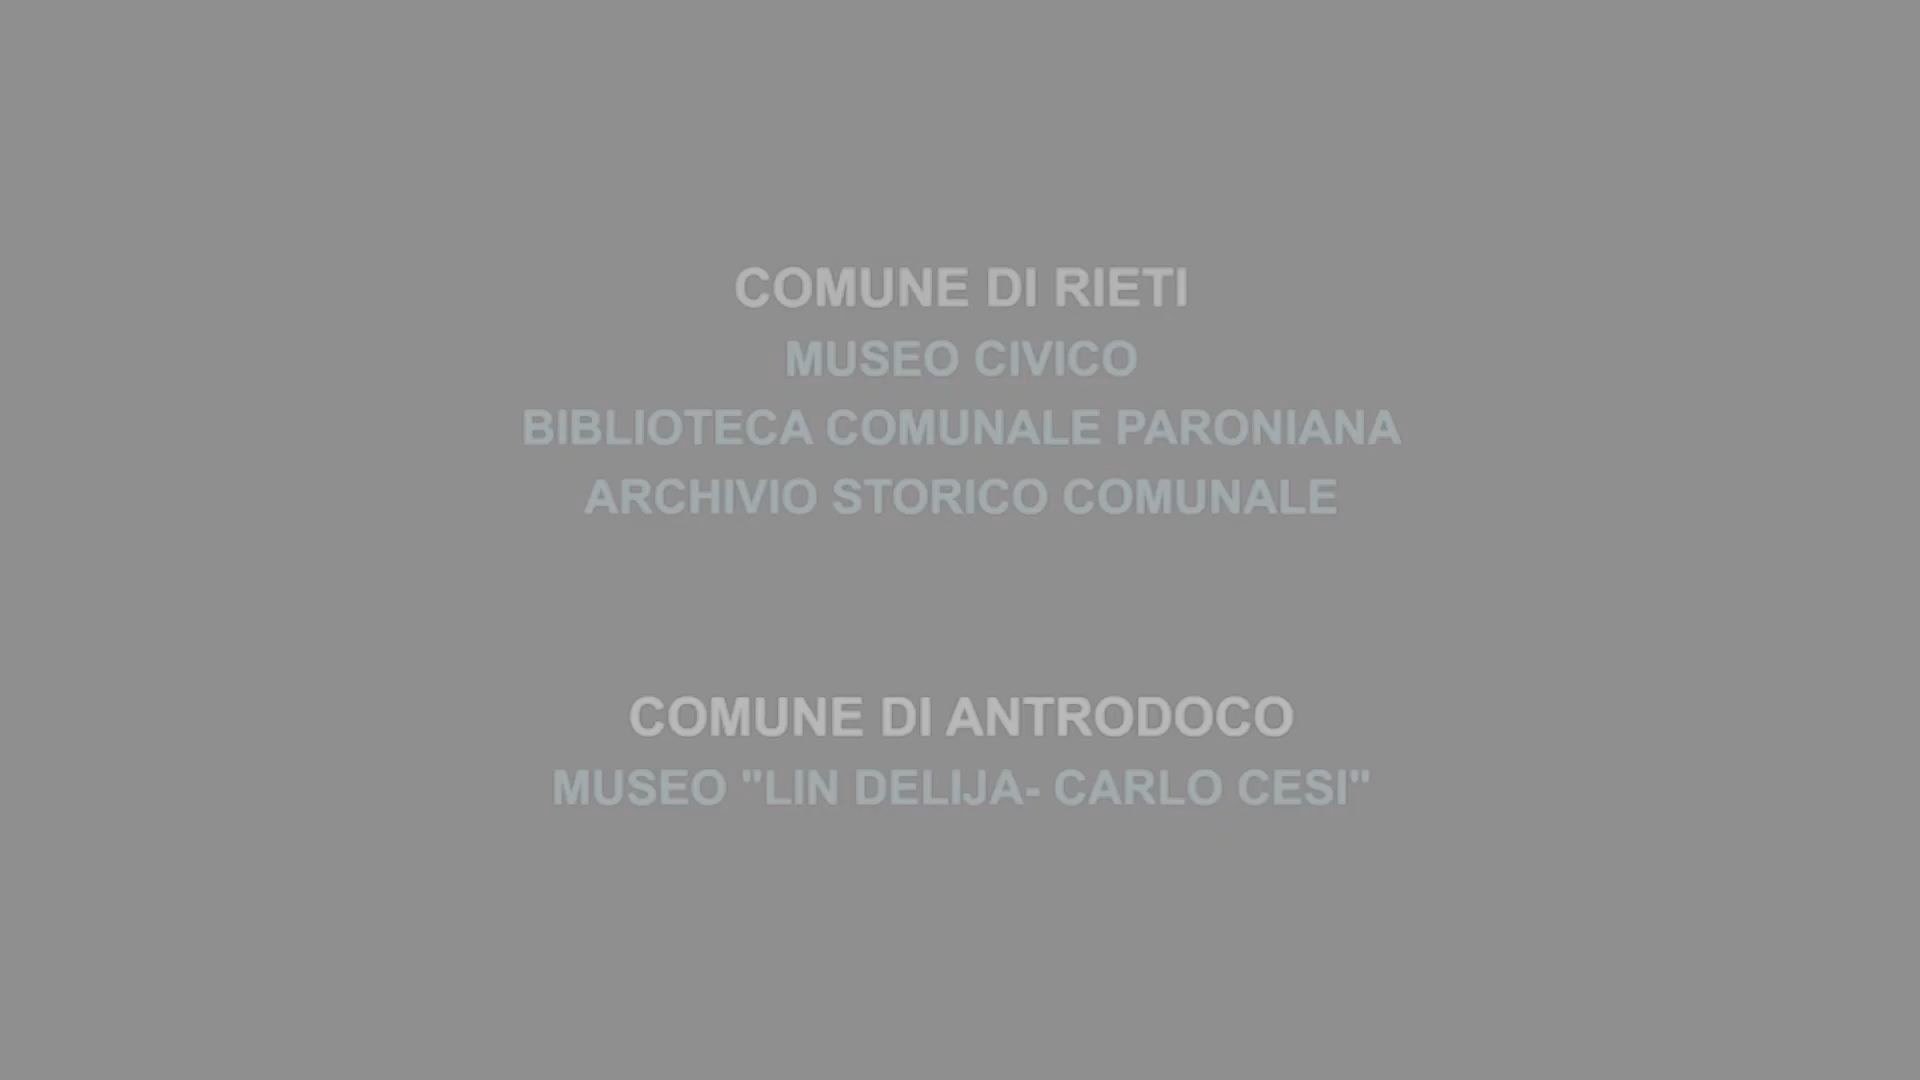 COMUNE DI RIETI
MUSEO CIVICO
BIBLIOTECA COMUNALE PARONIANA
ARCHIVIO STORICO COMUNALE
COMUNE DI ANTRODOCO
MUSEO "LIN DELIJA- CARLO CESI"